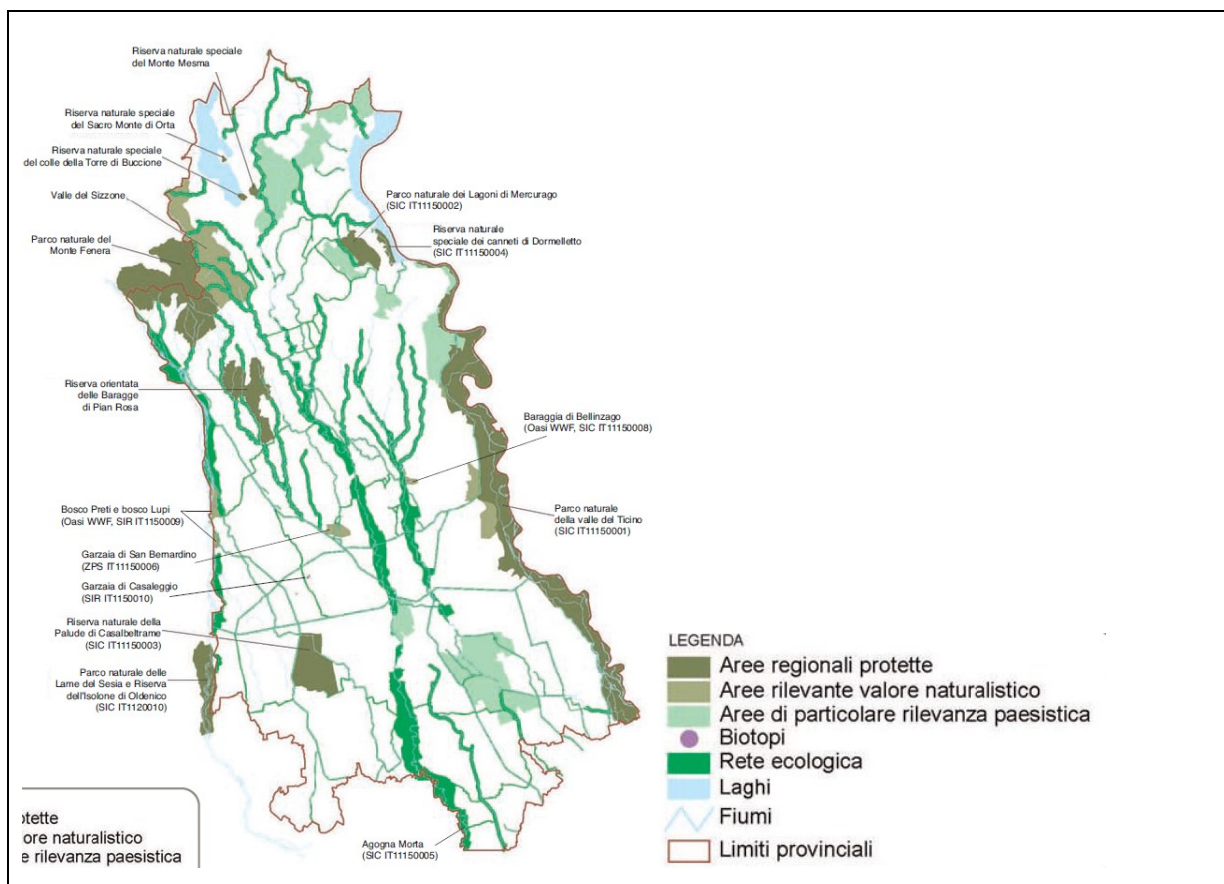 Riserva naturale speciale
del Monte Mesma
Riserva naturale speciale
del Sacro Monte di Orta
Riserva naturale speciale
del colle della Torre di Buccione
Valle del Sizzone
Parco naturale del
Monte Fenera
Parco naturale dei Lagoni di Mercurago
(SIC IT11150002)
Riserva naturale
speciale dei canneti di Dormelletto
(SIC IT11150004)
Riserva orientata
delle Baragge
di Pian Rosa
Baraggia di Bellinzago
(Oasi WWF, SIC IT11150008)
Bosco Preti e bosco Lupi
(Oasi WWF, SIR IT1150009)
Parco naturale
della valle del Ticino
(SIC IT11150001)
Garzaia di San Bernardino
(ZPS IT11150006)
Garzaia di Casaleggio
(SIR IT1150010)
Riserva naturale della
Palude di Casalbeltrame
(SIC IT11150003)
Parco naturale delle
Lame del Sesia e Riserva
dell'Isolone di Oldenico
(SIC IT1120010)
Agogna Morta
(SIC IT11150005)
LEGENDA
Aree regionali protette
Aree rilevante valore naturalistico
Aree di particolare rilevanza paesistica
Biotopi
Rete ecologica
Laghi
Fiumi
Limiti provinciali
otette
ore naturalistico
e rilevanza paesistica